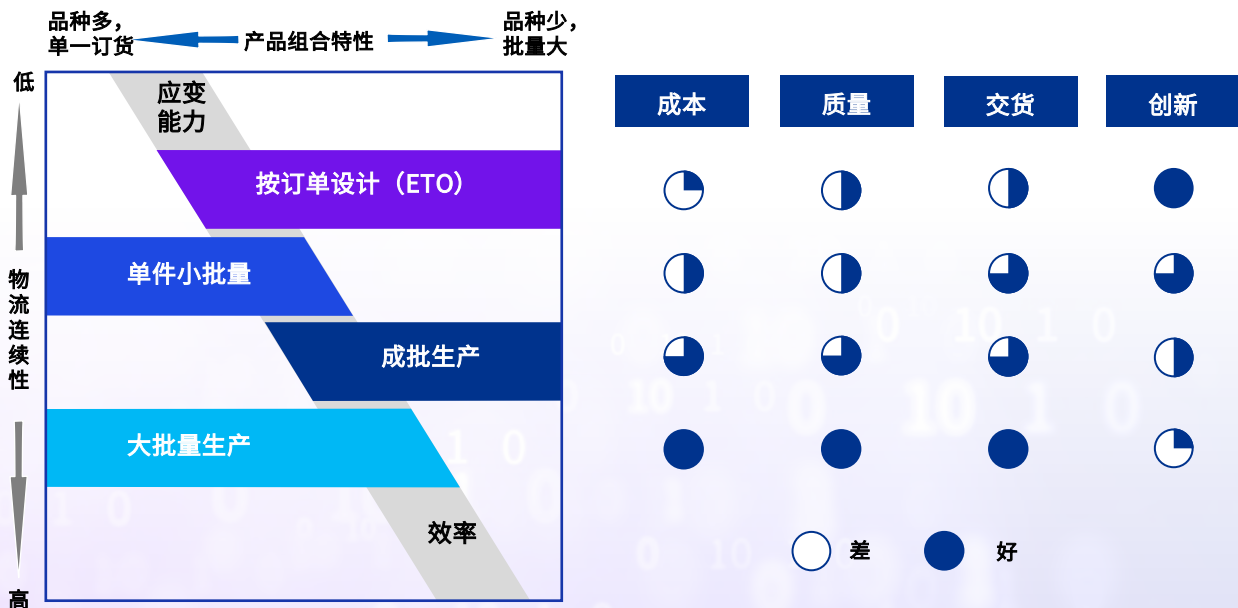 品种多，
单一订货
产品组合特性
品种少，
批量大
低
物流连续性
高
应变
能力
按订单设计（ETO）
单件小批量
成批生产
大批量生产
效率
成本
质量
交货
创新
差
好